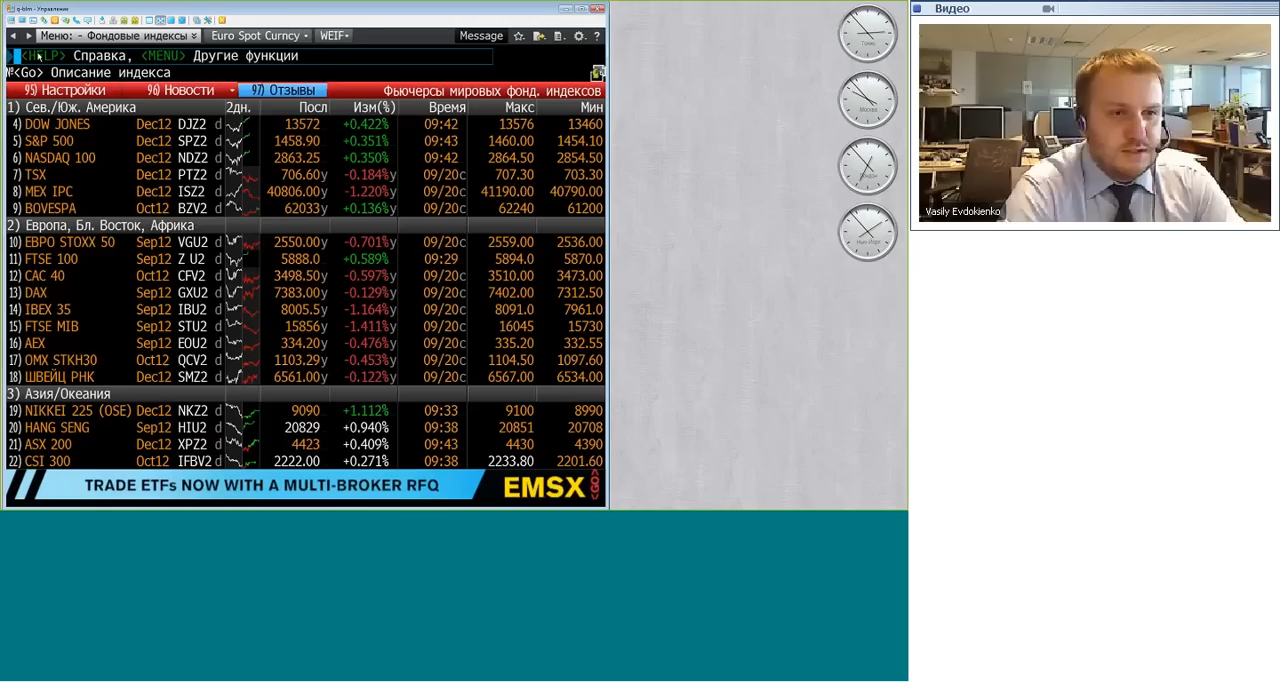 q-blm - Управление
Меню: - Фондовые индексы Euro Spot Curncy WEIF Message ?
<HELP> Справка, <MENU> Другие функции
№<Go> Описание индекса
95) Настройки 96) Новости 97) Отзывы Фьючерсы мировых фонд. индексов
1) Сев./Юж. Америка 2дн. Посл Изм(%) Время Макс Мин
4) DOW JONES Dec12 DJZ2 d 13572 +0.422% 09:42 13576 13460
5) S&P 500 Dec12 SPZ2 d 1458.90 +0.351% 09:43 1460.00 1454.10
6) NASDAQ 100 Dec12 NDZ2 d 2863.25 +0.350% 09:42 2864.50 2854.50
7) TSX Dec12 PTZ2 d 706.60y -0.184%y 09/20c 707.30 703.30
8) MEX IPC Dec12 ISZ2 d 40806.00y -1.220%y 09/20c 41190.00 40790.00
9) BOVESPA Oct12 BZV2 d 62033y +0.136%y 09/20c 62240 61200
2) Европа, Бл. Восток, Африка
10) ЕВРО STOXX 50 Sep12 VGU2 d 2550.00y -0.701%y 09/20c 2559.00 2536.00
11) FTSE 100 Sep12 Z U2 d 5888.0 +0.589% 09:29 5894.0 5870.0
12) CAC 40 Oct12 CFV2 d 3498.50y -0.597%y 09/20c 3510.00 3473.00
13) DAX Sep12 GXU2 d 7383.00y -0.129%y 09/20c 7402.00 7312.50
14) IBEX 35 Sep12 IBU2 d 8005.5y -1.164%y 09/20c 8091.0 7961.0
15) FTSE MIB Sep12 STU2 d 15856y -1.411%y 09/20c 16045 15730
16) AEX Sep12 EOU2 d 334.20y -0.476%y 09/20c 335.20 332.55
17) OMX STKH30 Oct12 QCV2 d 1103.29y -0.453%y 09/20c 1104.50 1097.60
18) ШВЕЙЦ РНК Dec12 SMZ2 d 6561.00y -0.122%y 09/20c 6567.00 6534.00
3) Азия/Океания
19) NIKKEI 225 (OSE) Dec12 NKZ2 d 9090 +1.112% 09:33 9100 8990
20) HANG SENG Sep12 HIU2 d 20829 +0.940% 09:38 20851 20708
21) ASX 200 Dec12 XPZ2 d 4423 +0.409% 09:43 4430 4390
22) CSI 300 Oct12 IFBV2 d 2222.00 +0.271% 09:38 2233.80 2201.60
TRADE ETFs NOW WITH A MULTI-BROKER RFQ EMSX
Токио
Москва
Лондон
Нью-Йорк
Видео
Vasily Evdokienko